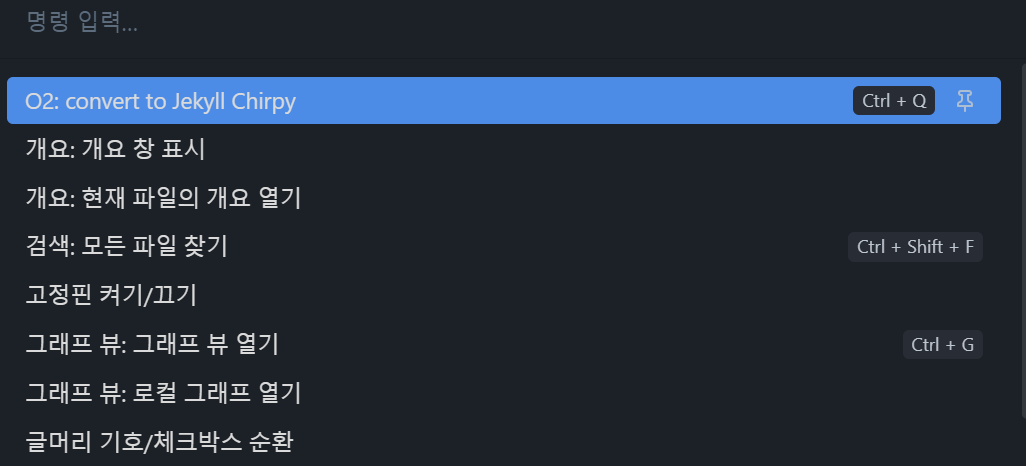 명령 입력...
O2: convert to Jekyll Chirpy Ctrl + Q
개요: 개요 창 표시
개요: 현재 파일의 개요 열기
검색: 모든 파일 찾기 Ctrl + Shift + F
고정핀 켜기/끄기
그래프 뷰: 그래프 뷰 열기 Ctrl + G
그래프 뷰: 로컬 그래프 열기
글머리 기호/체크박스 순환